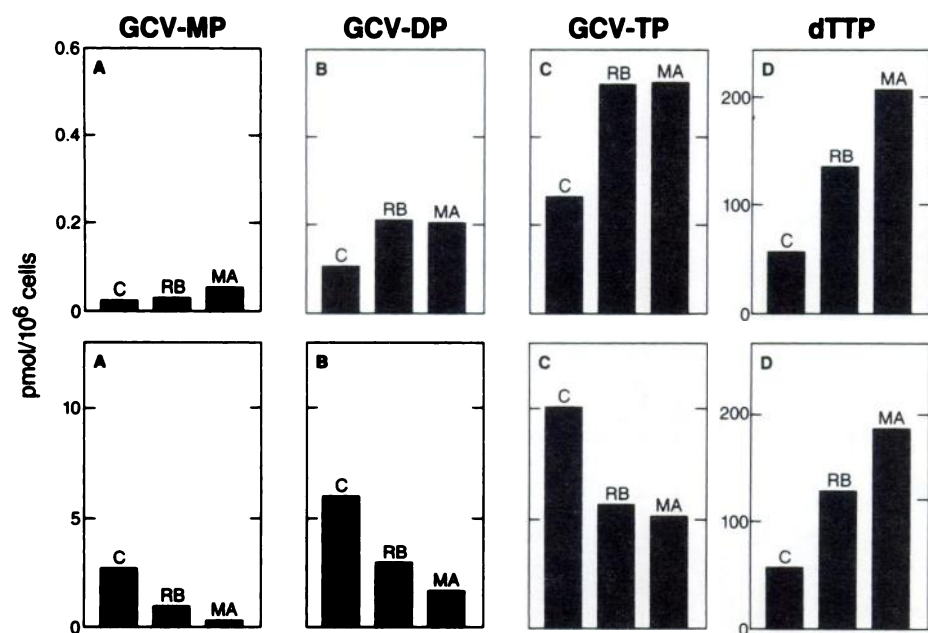 GCV-MP GCV-DP GCV-TP dTTP
pmol/10⁶ cells
0.6
0.4
0.2
0
A
C RB MA
B
C RB MA
C
C RB MA
200
100
0
D
C RB MA
10
5
0
A
C RB MA
B
C RB MA
C
C RB MA
200
100
0
D
C RB MA